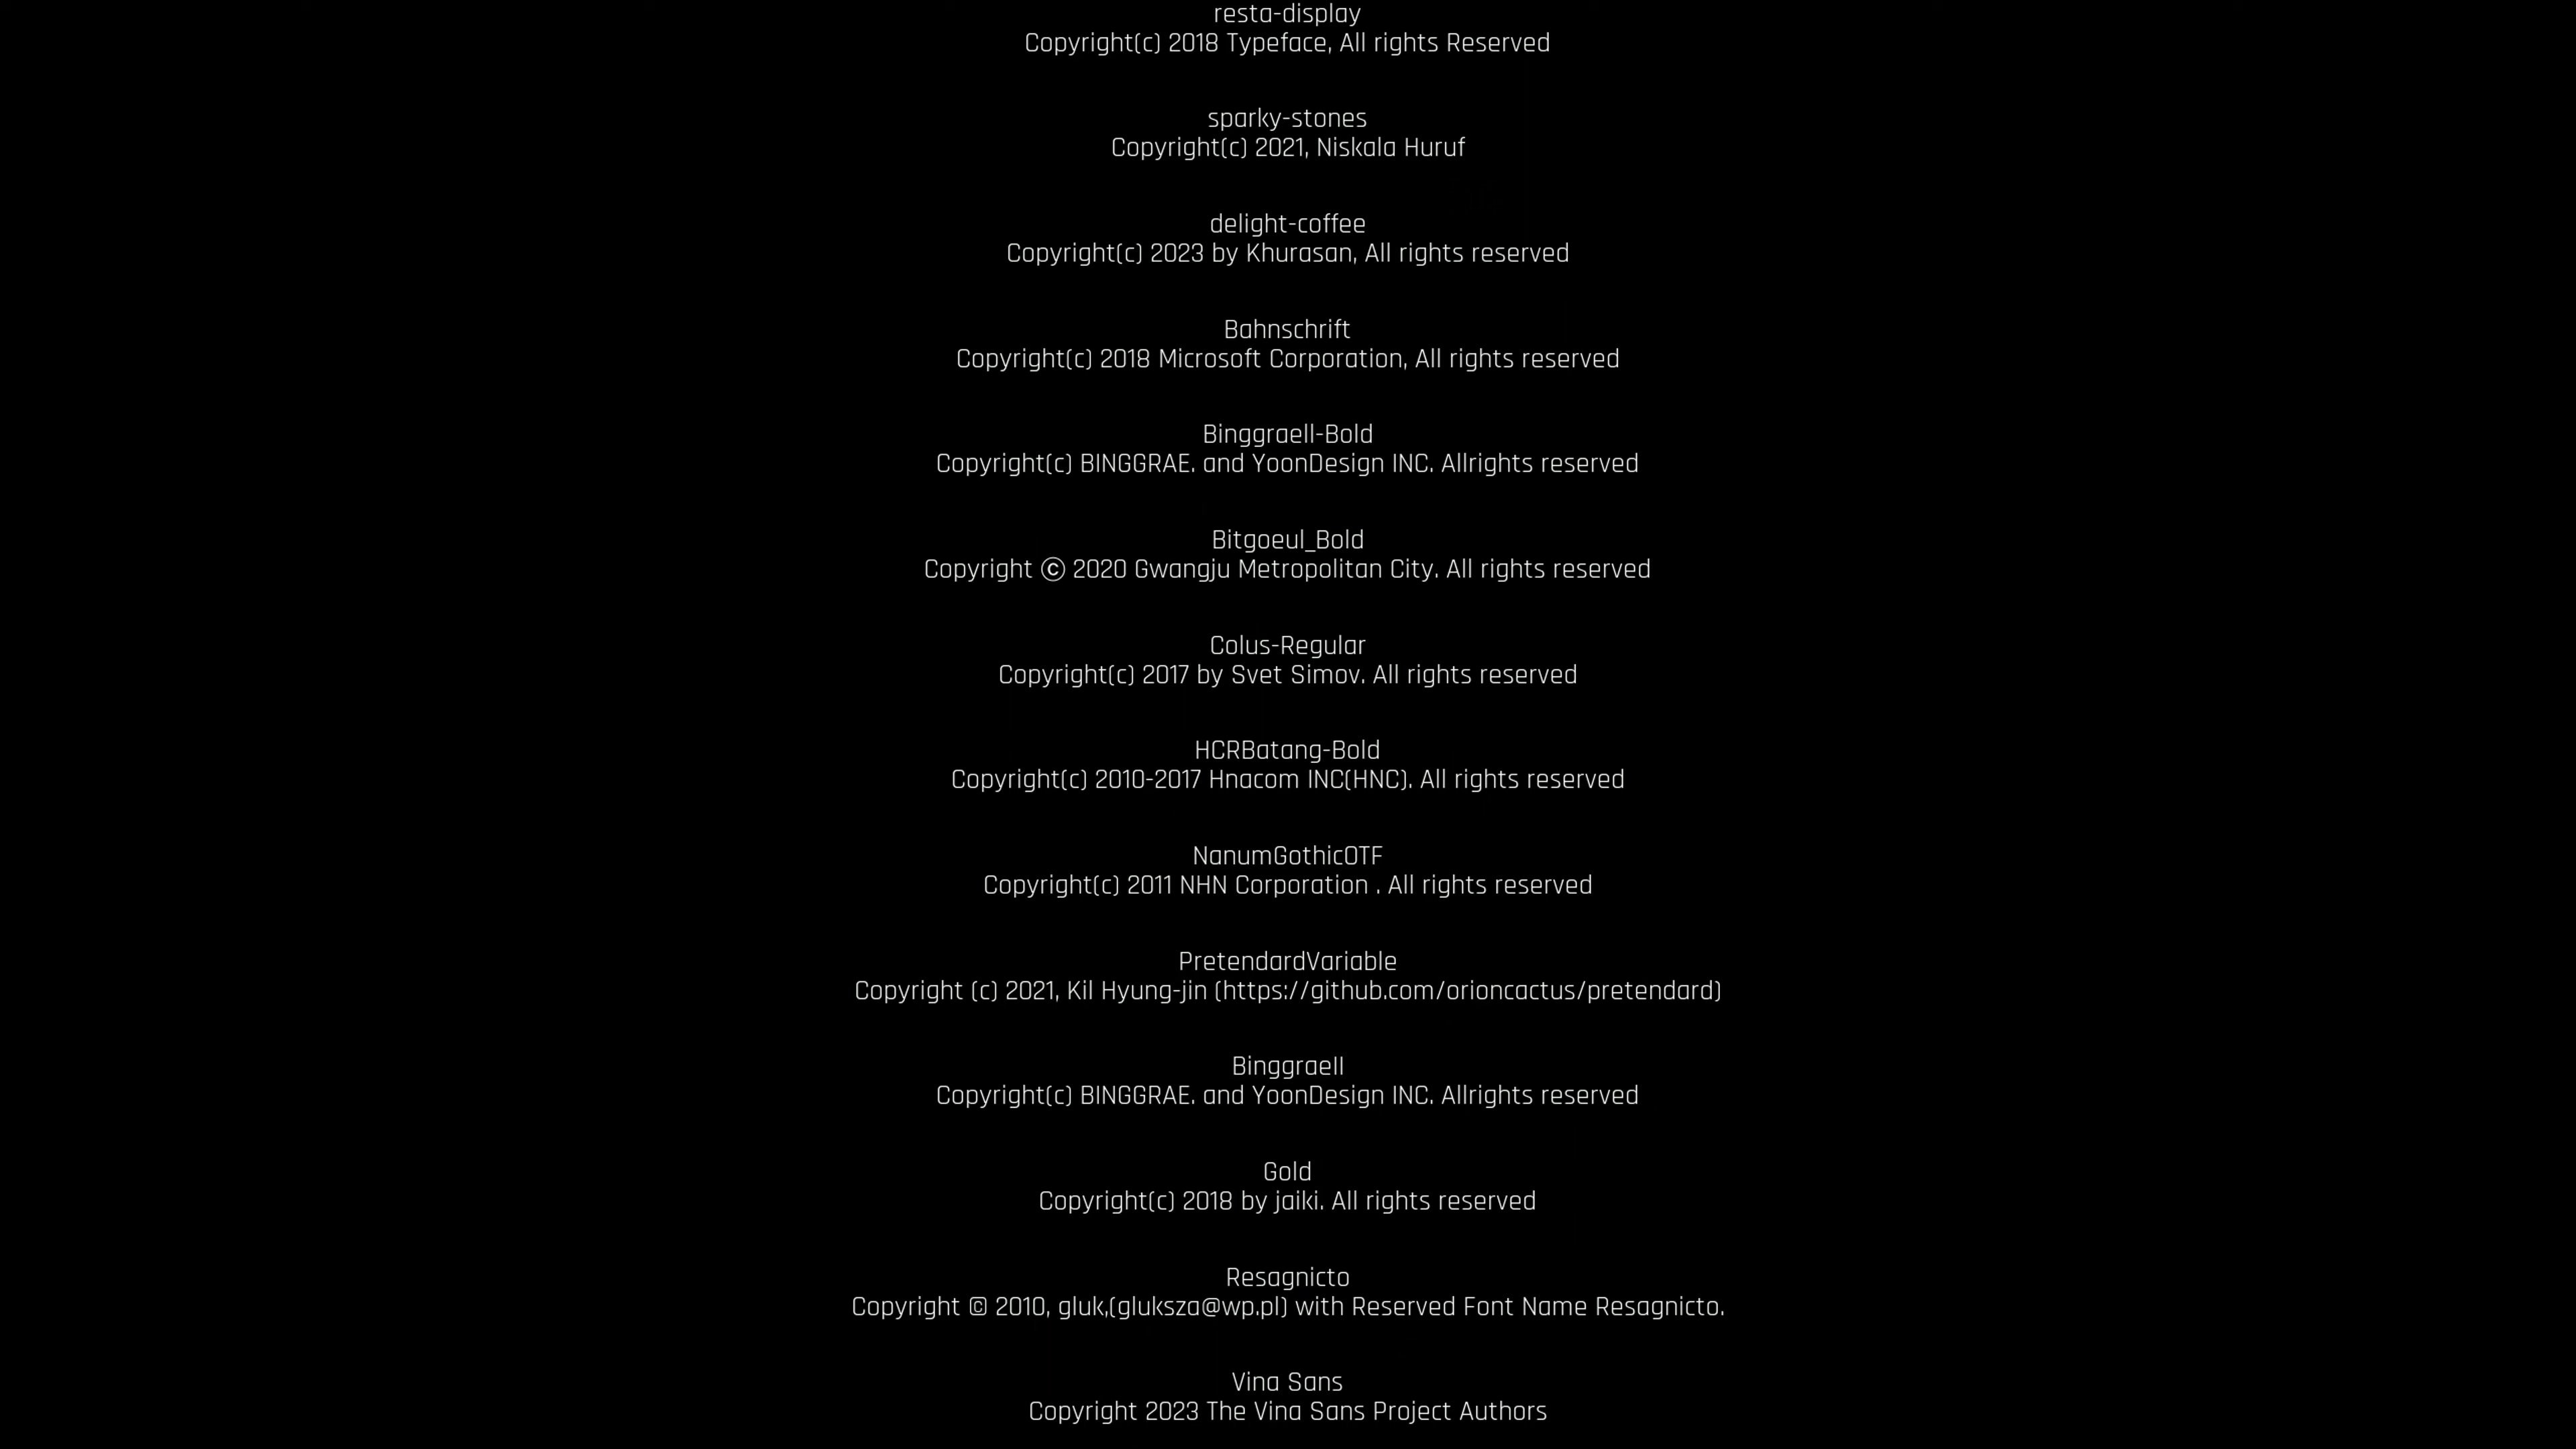 resta-display
Copyright(c) 2018 Typeface, All rights Reserved
sparky-stones
Copyright(c) 2021, Niskala Huruf
delight-coffee
Copyright(c) 2023 by Khurasan, All rights reserved
Bahnschrift
Copyright(c) 2018 Microsoft Corporation, All rights reserved
Binggraell-Bold
Copyright(c) BINGGRAE. and YoonDesign INC. Allrights reserved
Bitgoeul_Bold
Copyright ⓒ 2020 Gwangju Metropolitan City. All rights reserved
Colus-Regular
Copyright(c) 2017 by Svet Simov. All rights reserved
HCRBatang-Bold
Copyright(c) 2010-2017 Hnacom INC(HNC). All rights reserved
NanumGothicOTF
Copyright(c) 2011 NHN Corporation . All rights reserved
PretendardVariable
Copyright (c) 2021, Kil Hyung-jin (https://github.com/orioncactus/pretendard)
Binggraell
Copyright(c) BINGGRAE. and YoonDesign INC. Allrights reserved
Gold
Copyright(c) 2018 by jaiki. All rights reserved
Resagnicto
Copyright © 2010, gluk,(gluksza@wp.pl) with Reserved Font Name Resagnicto.
Vina Sans
Copyright 2023 The Vina Sans Project Authors